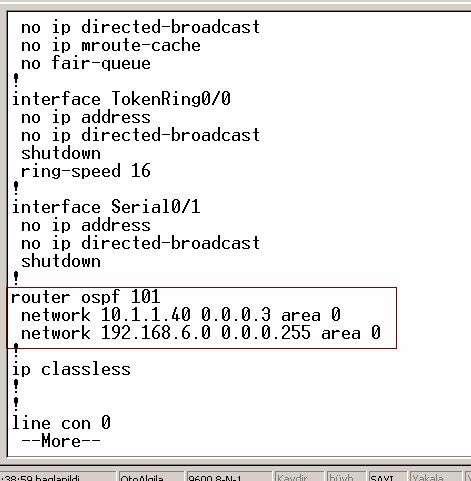 no ip directed-broadcast
no ip mroute-cache
no fair-queue
!
interface TokenRing0/0
no ip address
no ip directed-broadcast
shutdown
ring-speed 16
!
interface Serial0/1
no ip address
no ip directed-broadcast
shutdown
!
router ospf 101
network 10.1.1.40 0.0.0.3 area 0
network 192.168.6.0 0.0.0.255 area 0
!
ip classless
!
!
line con 0
--More--
:38:59 bağlanıldı OtoAlgıla 9600 8-N-1 Kaydır büyh SAYI Yakala